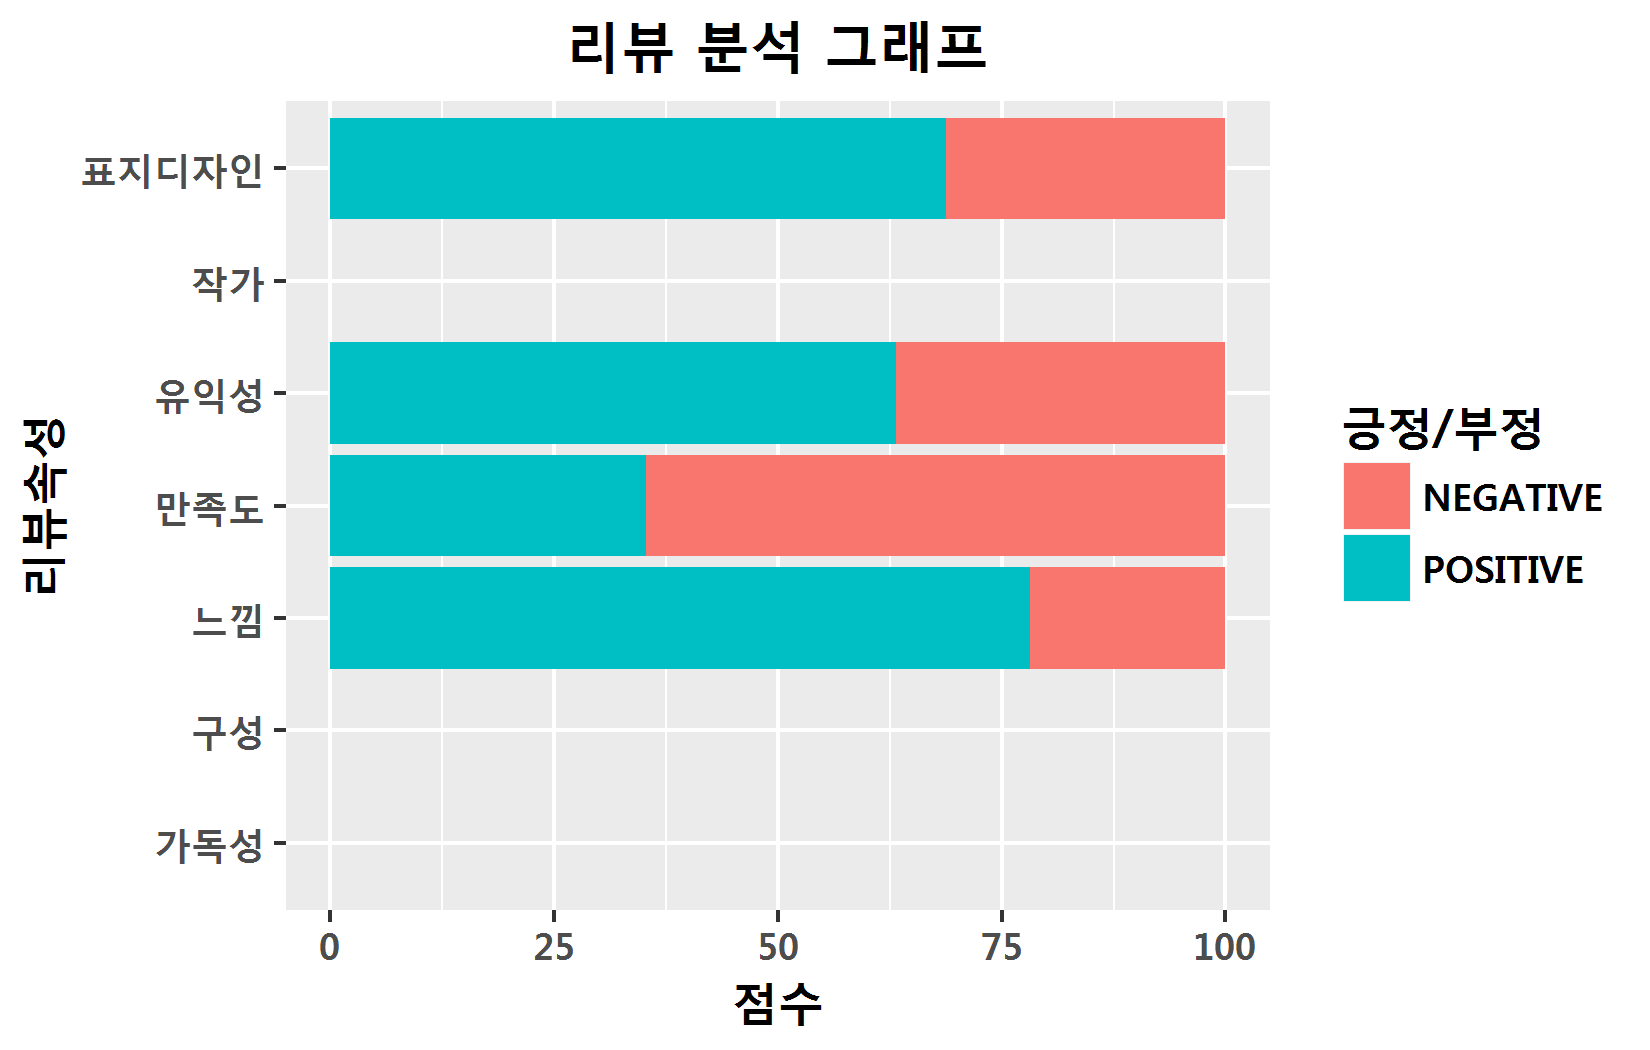 리뷰 분석 그래프
리뷰속성
표지디자인
작가
유익성
만족도
느낌
구성
가독성
0 25 50 75 100
점수
긍정/부정
NEGATIVE
POSITIVE